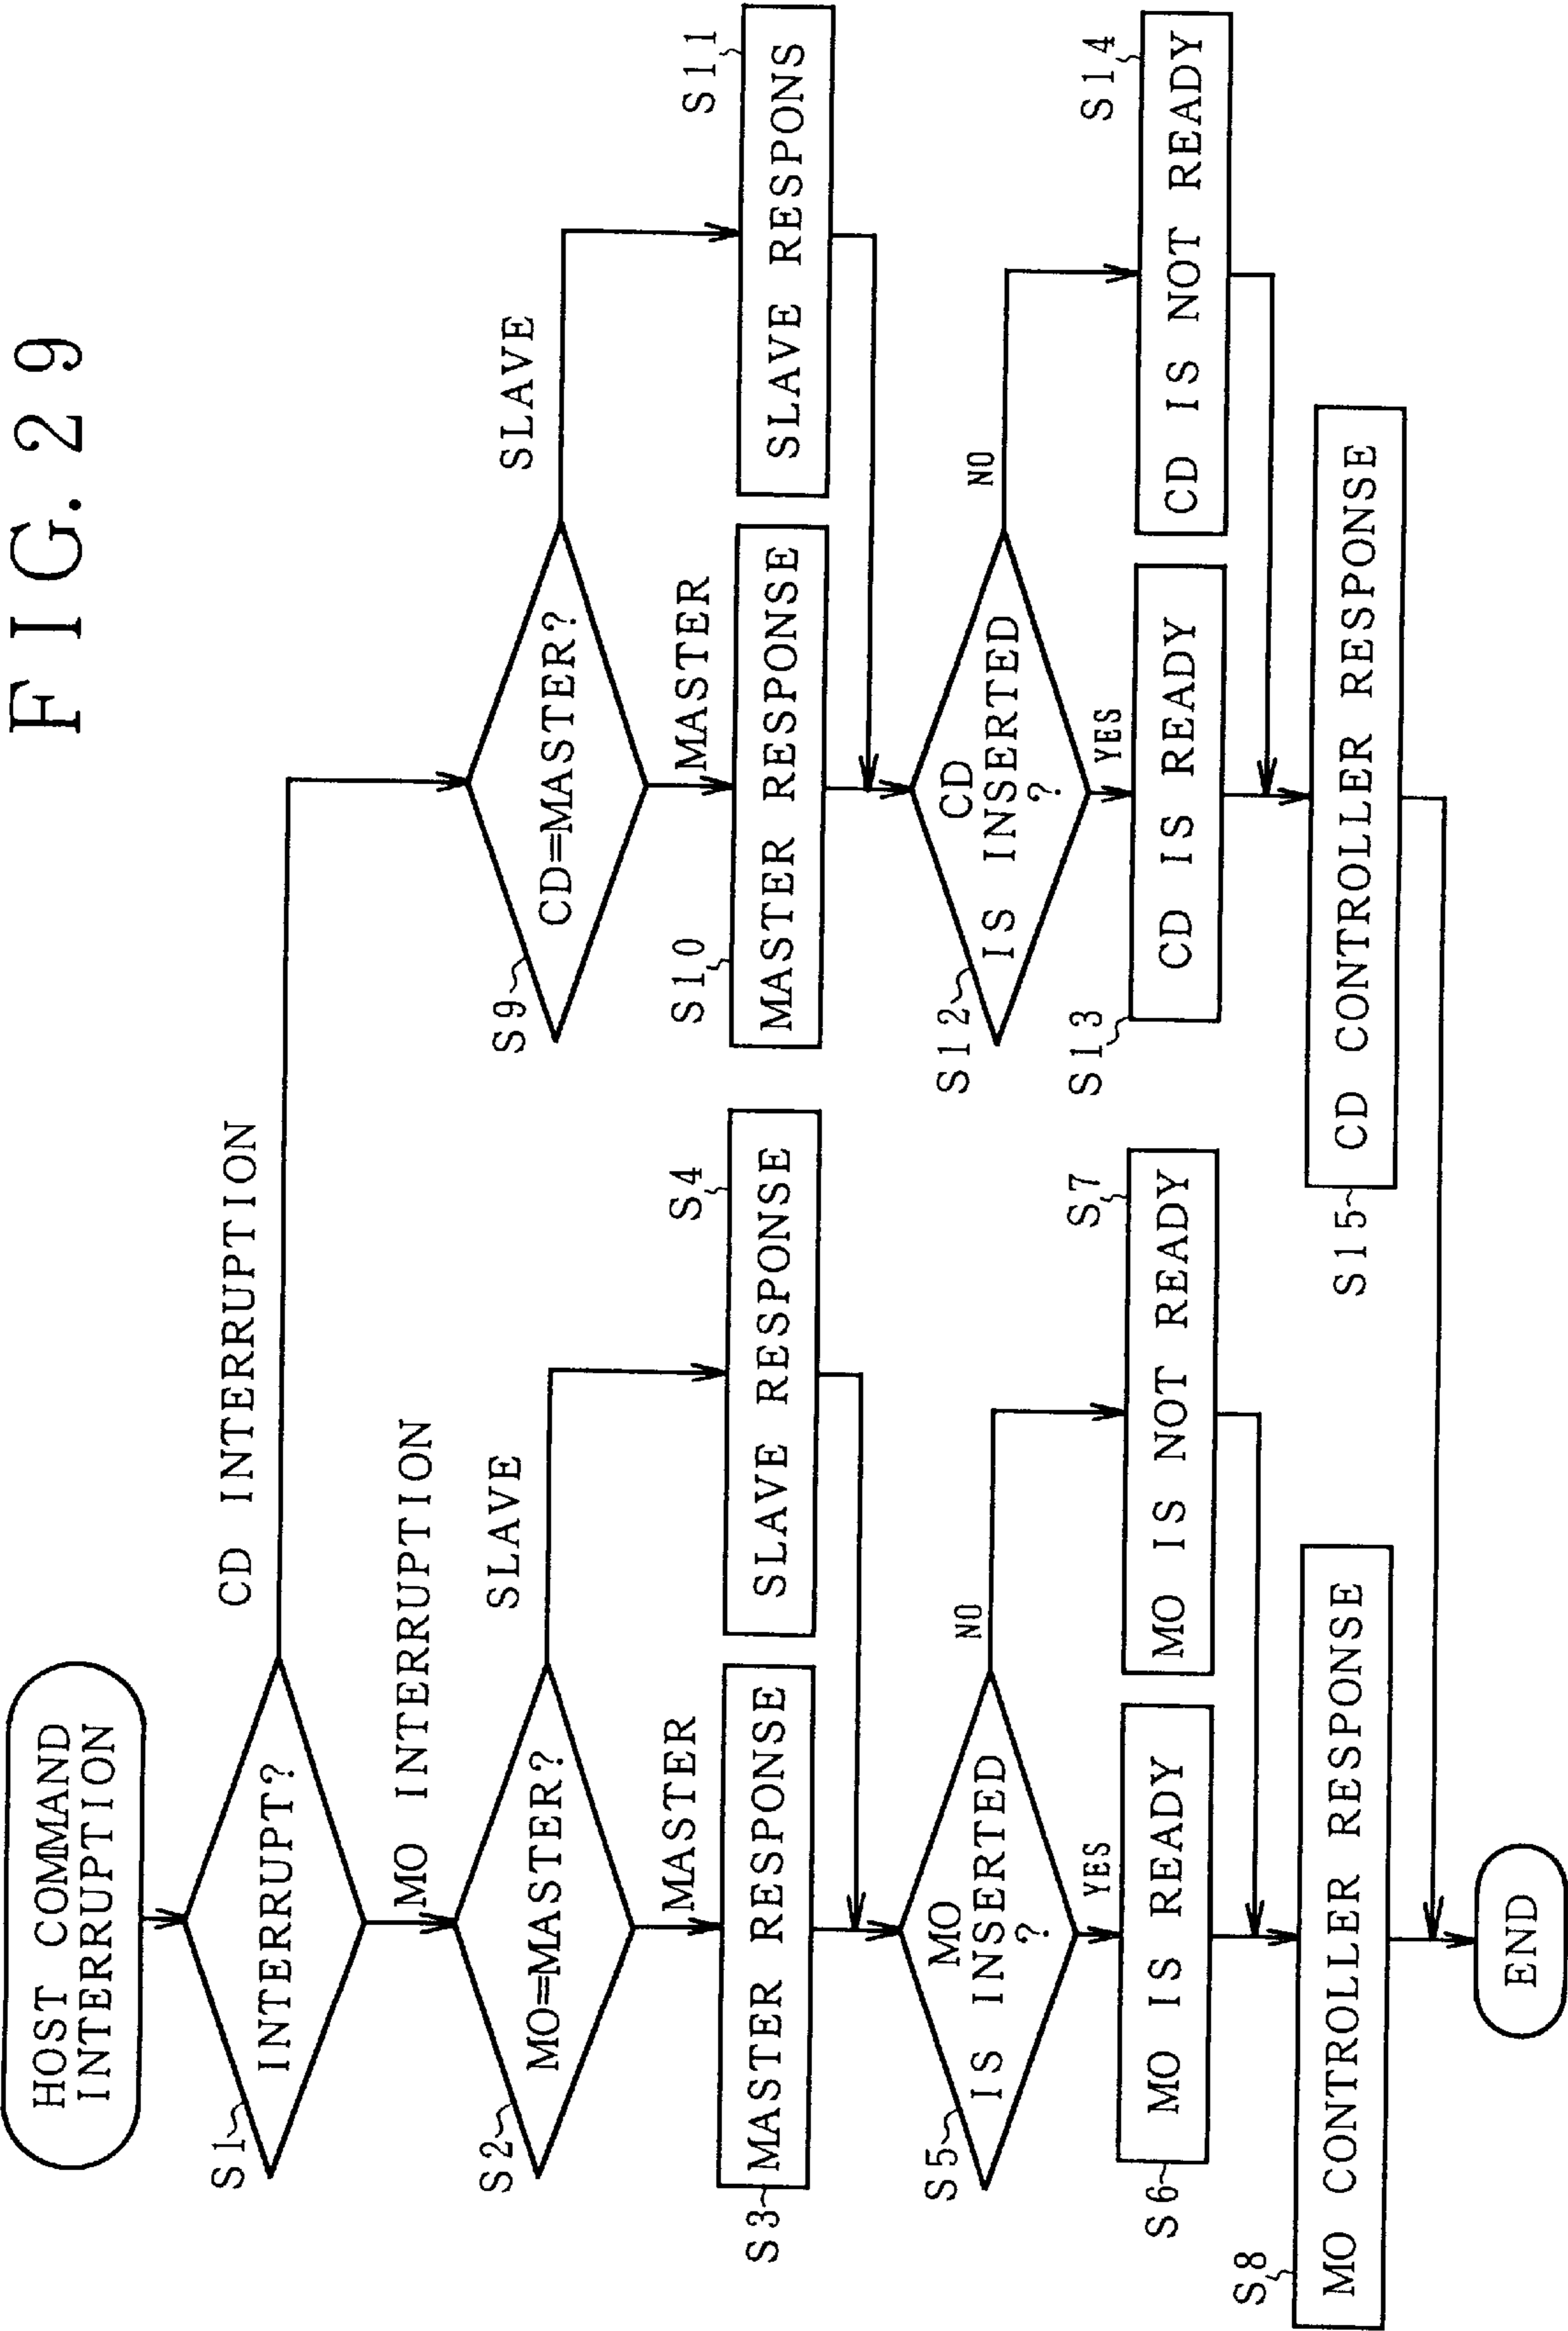 FIG. 29
HOST COMMAND
INTERRUPTION
S1
INTERRUPT?
CD INTERRUPTION
MO INTERRUPTION
S2
MO=MASTER?
SLAVE
MASTER
S3
MASTER RESPONSE
S4
SLAVE RESPONSE
S5
MO
IS INSERTED
?
NO
YES
S6
MO IS READY
S7
MO IS NOT READY
S8
MO CONTROLLER RESPONSE
S9
CD=MASTER?
SLAVE
MASTER
S10
MASTER RESPONSE
S11
SLAVE RESPONS
S12
CD
IS INSERTED
?
NO
YES
S13
CD IS READY
S14
CD IS NOT READY
S15
CD CONTROLLER RESPONSE
END